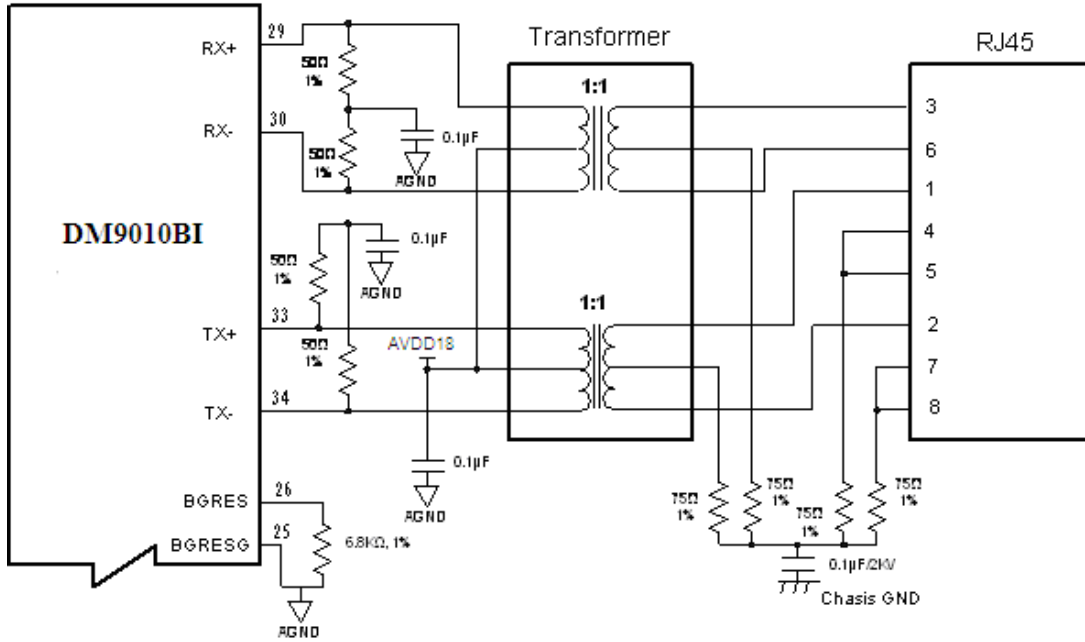 29
RX+
50Ω
1%
30
RX-
50Ω
1%
0.1µF
AGND
DM9010BI
0.1µF
AGND
50Ω
1%
33
TX+
50Ω
1%
34
TX-
AVDD18
0.1µF
AGND
26
BGRES
25
BGRESG
6.8KΩ, 1%
AGND
Transformer
1:1
1:1
RJ45
3
6
1
4
5
2
7
8
75Ω
1%
75Ω
1%
75Ω
1%
75Ω
1%
0.1µF/2KV
Chasis GND